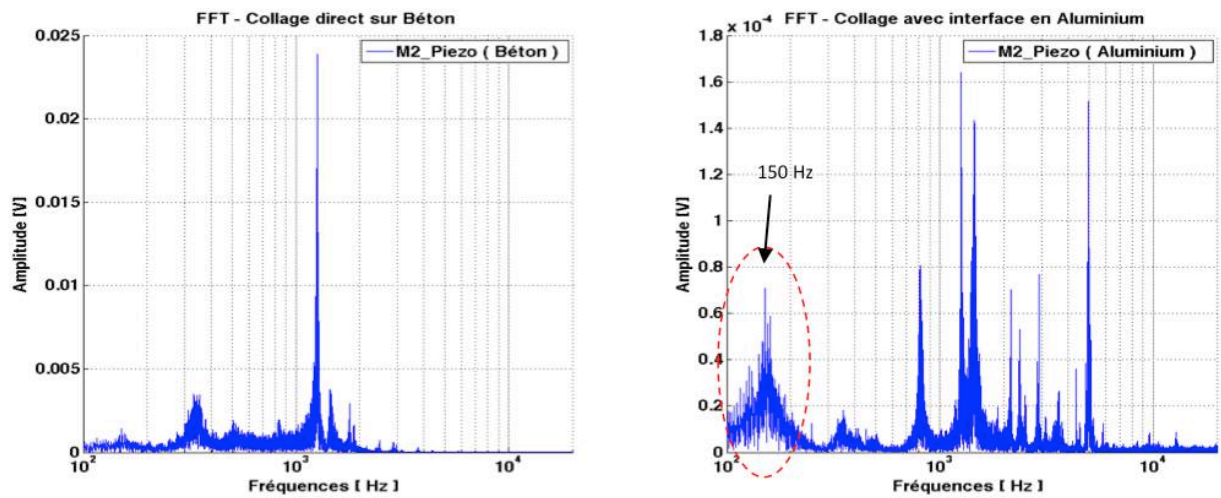 FFT - Collage direct sur Béton
M2_Piezo ( Béton )
0.025
0.02
0.015
0.01
0.005
0
Amplitude [V]
10²
10³
10⁴
Fréquences [ Hz ]
x 10⁻⁴
FFT - Collage avec interface en Aluminium
M2_Piezo ( Aluminium )
1.8
1.6
1.4
1.2
1
0.8
0.6
0.4
0.2
0
Amplitude [V]
150 Hz
10²
10³
10⁴
Fréquences [ Hz ]